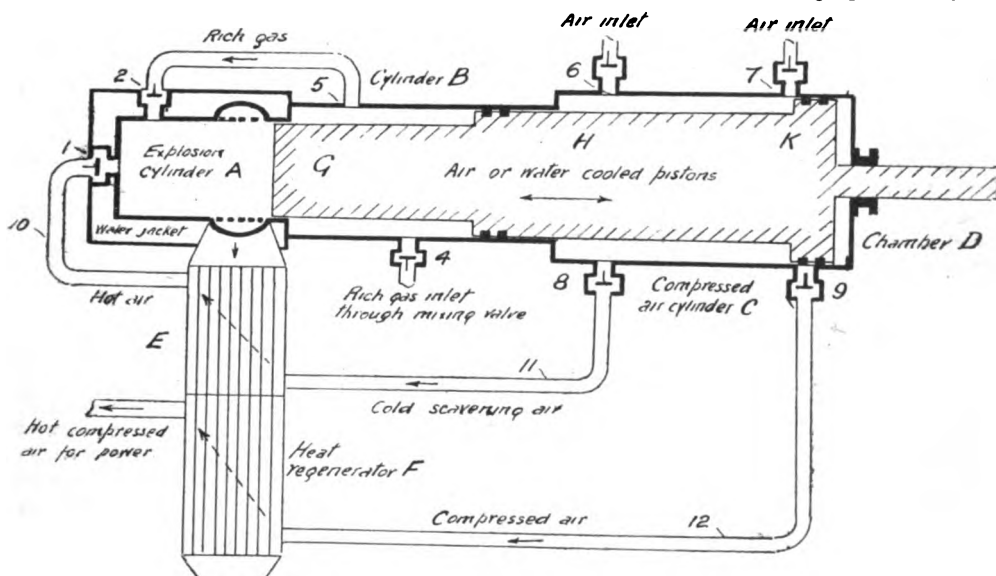 Air inlet
Air inlet
Rich gas
2
5
Cylinder B
6
7
1
Explosion
cylinder A
G
H
K
Air or water cooled pistons
10
Water jacket
4
Chamber D
Hot air
Rich gas inlet
through mixing valve
8
Compressed
air cylinder C
9
E
11
Cold scavening air
Hot compressed
air for power
Heat
regenerator F
Compressed air
12